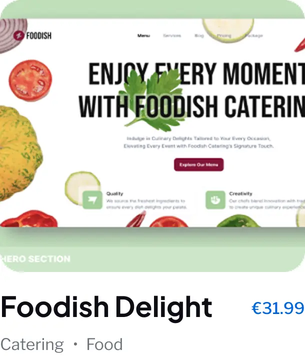 FOODISH
Menu Services Blog Pricing Package
ENJOY EVERY MOMENT
WITH FOODISH CATERIN
Indulge in Culinary Delights Tailored to Your Every Occasion,
Elevating Every Event with Foodish Catering's Signature Touch.
Explore Our Menu
Quality
We source the freshest ingredients to
ensure every dish delights your palate.
Creativity
Our chefs blend innovation with
to create unique culinary
HERO SECTION
Foodish Delight
€31.99
Catering • Food